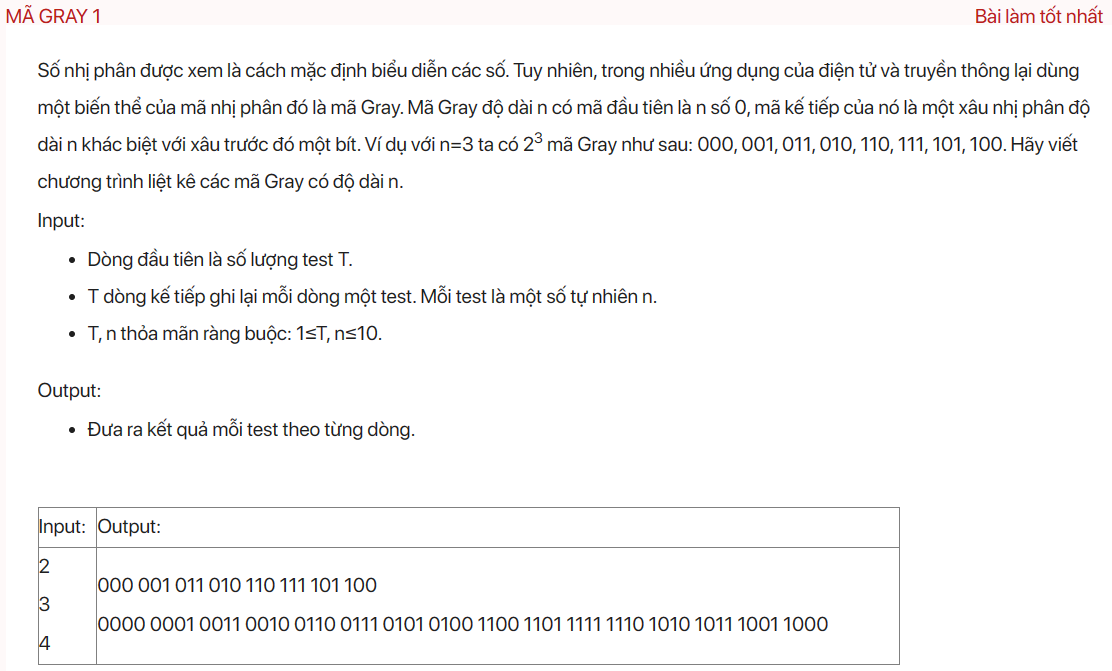 MÃ GRAY 1
Bài làm tốt nhất
Số nhị phân được xem là cách mặc định biểu diễn các số. Tuy nhiên, trong nhiều ứng dụng của điện tử và truyền thông lại dùng
một biến thể của mã nhị phân đó là mã Gray. Mã Gray độ dài n có mã đầu tiên là n số 0, mã kế tiếp của nó là một xâu nhị phân độ
dài n khác biệt với xâu trước đó một bít. Ví dụ với n=3 ta có 2³ mã Gray như sau: 000, 001, 011, 010, 110, 111, 101, 100. Hãy viết
chương trình liệt kê các mã Gray có độ dài n.
Input:
• Dòng đầu tiên là số lượng test T.
• T dòng kế tiếp ghi lại mỗi dòng một test. Mỗi test là một số tự nhiên n.
• T, n thỏa mãn ràng buộc: 1≤T, n≤10.
Output:
• Đưa ra kết quả mỗi test theo từng dòng.
Input: Output:
2
3
4
000 001 011 010 110 111 101 100
0000 0001 0011 0010 0110 0111 0101 0100 1100 1101 1111 1110 1010 1011 1001 1000